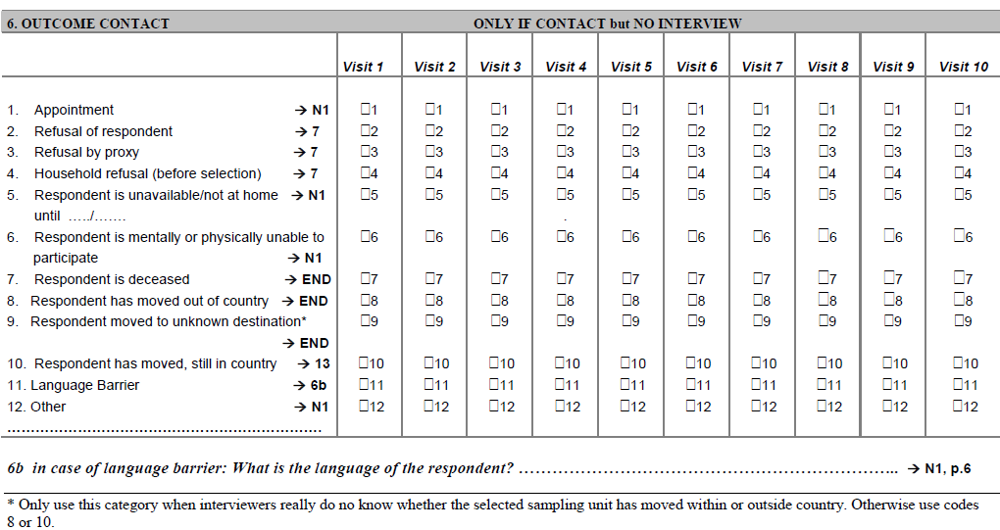 6. OUTCOME CONTACT ONLY IF CONTACT but NO INTERVIEW
Visit 1 Visit 2 Visit 3 Visit 4 Visit 5 Visit 6 Visit 7 Visit 8 Visit 9 Visit 10
1. Appointment → N1 □1 □1 □1 □1 □1 □1 □1 □1 □1 □1
2. Refusal of respondent → 7 □2 □2 □2 □2 □2 □2 □2 □2 □2 □2
3. Refusal by proxy → 7 □3 □3 □3 □3 □3 □3 □3 □3 □3 □3
4. Household refusal (before selection) → 7 □4 □4 □4 □4 □4 □4 □4 □4 □4 □4
5. Respondent is unavailable/not at home → N1 □5 □5 □5 □5 □5 □5 □5 □5 □5 □5
until …../……. .
6. Respondent is mentally or physically unable to □6 □6 □6 □6 □6 □6 □6 □6 □6 □6
participate → N1
7. Respondent is deceased → END □7 □7 □7 □7 □7 □7 □7 □7 □7 □7
8. Respondent has moved out of country → END □8 □8 □8 □8 □8 □8 □8 □8 □8 □8
9. Respondent moved to unknown destination* □9 □9 □9 □9 □9 □9 □9 □9 □9 □9
→ END
10. Respondent has moved, still in country → 13 □10 □10 □10 □10 □10 □10 □10 □10 □10 □10
11. Language Barrier → 6b □11 □11 □11 □11 □11 □11 □11 □11 □11 □11
12. Other → N1 □12 □12 □12 □12 □12 □12 □12 □12 □12 □12
………………………………………………………….
6b in case of language barrier: What is the language of the respondent? ……………………………………………………………... → N1, p.6
* Only use this category when interviewers really do no know whether the selected sampling unit has moved within or outside country. Otherwise use codes
8 or 10.